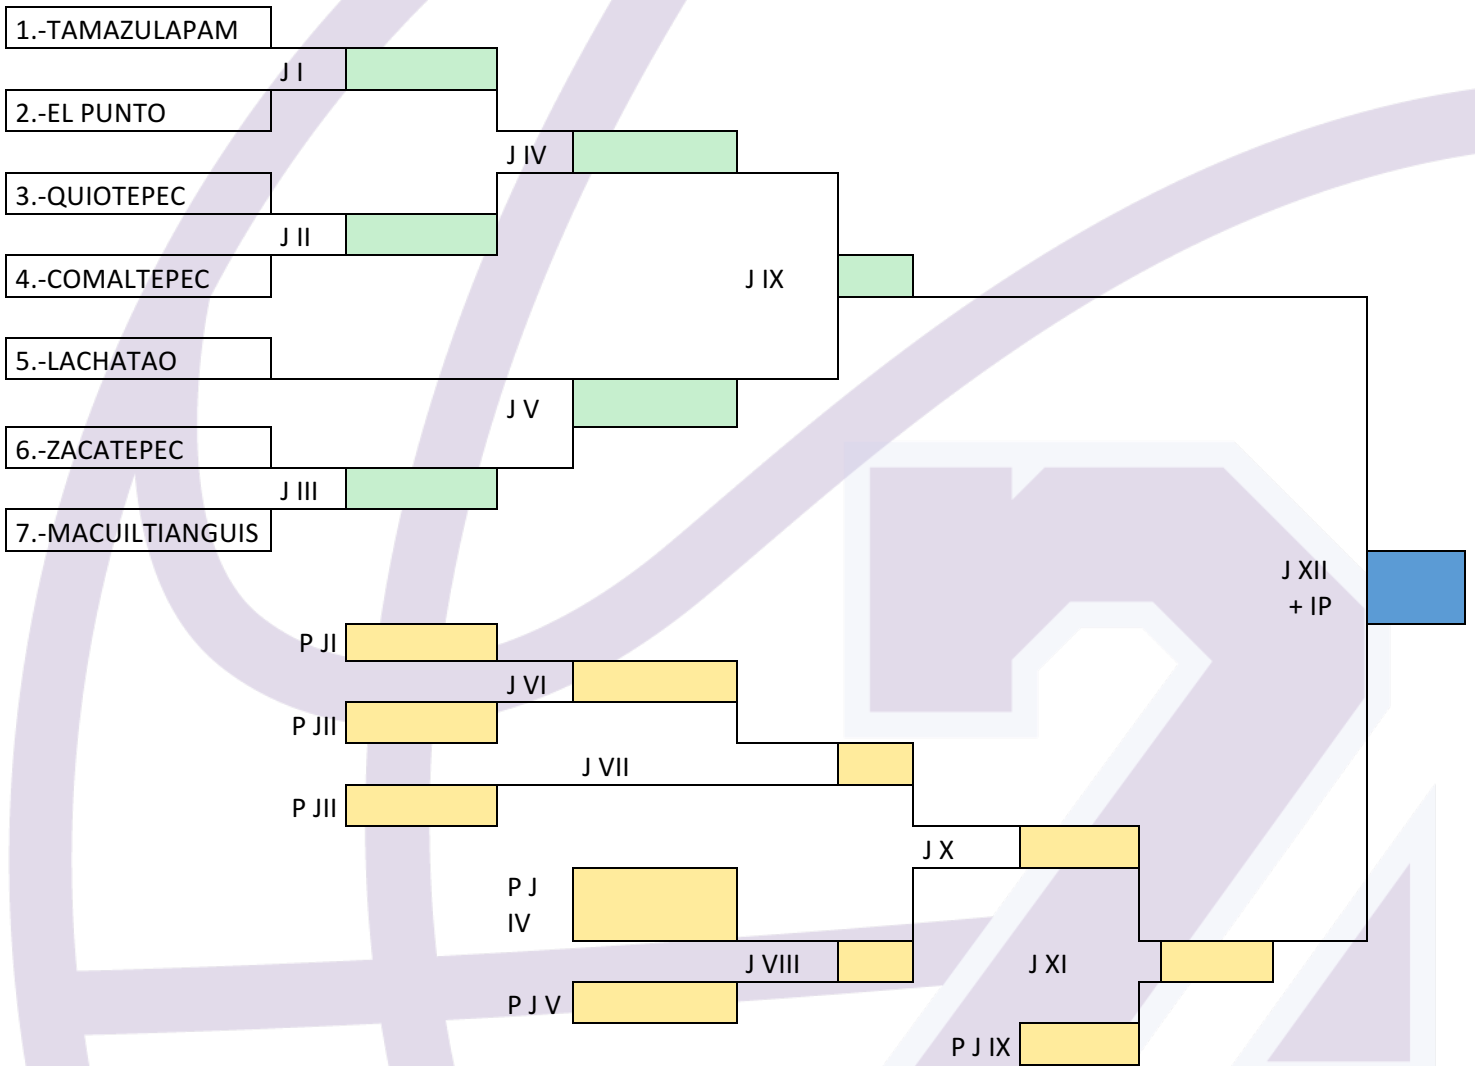 1.-TAMAZULAPAM
J I
2.-EL PUNTO
J IV
3.-QUIOTEPEC
J II
4.-COMALTEPEC
J IX
5.-LACHATAO
J V
6.-ZACATEPEC
J III
7.-MACUILTIANGUIS
J XII
+ IP
P JI
J VI
P JII
J VII
P JII
J X
P J
IV
J VIII
J XI
P J V
P J IX